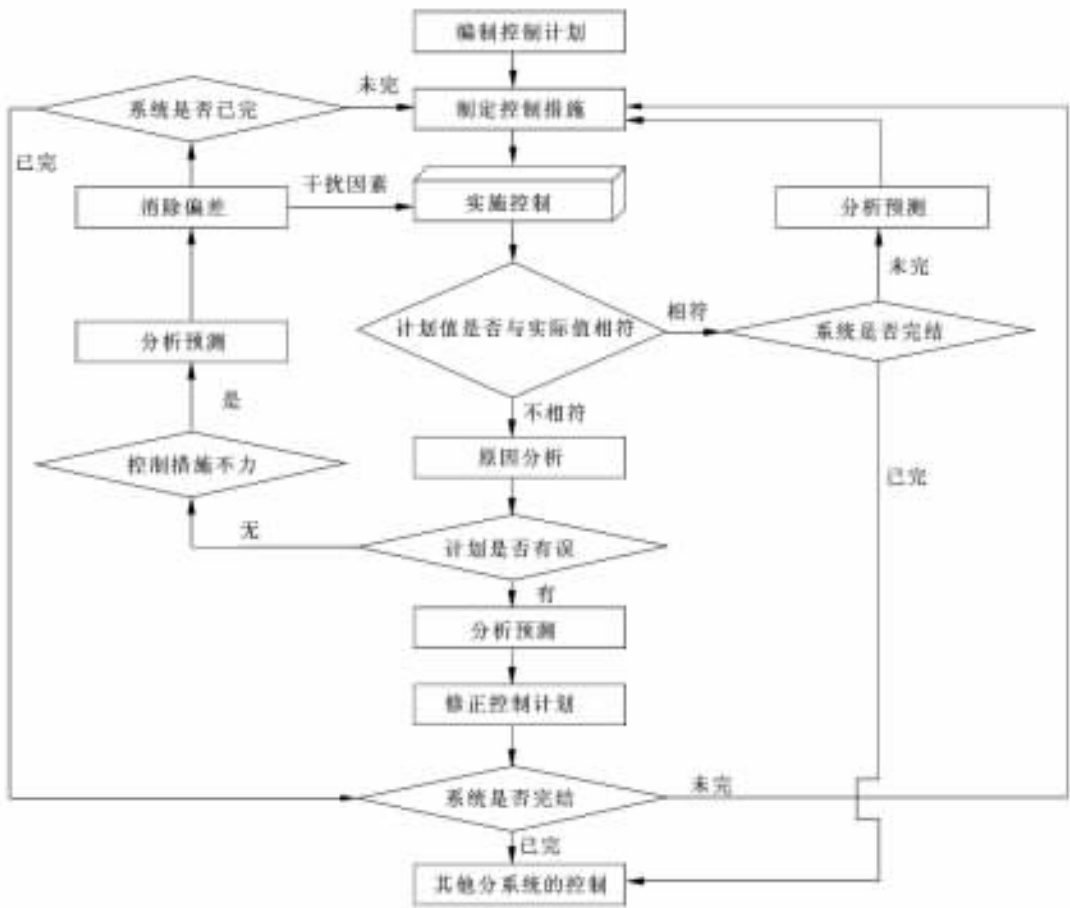 编制控制计划
系统是否已完
未完
制定控制措施
已完
消除偏差
干扰因素
实施控制
分析预测
未完
计划值是否与实际值相符
相符
系统是否完结
分析预测
是
不相符
控制措施不力
原因分析
已完
无
计划是否有误
有
分析预测
修正控制计划
系统是否完结
未完
已完
其他分系统的控制